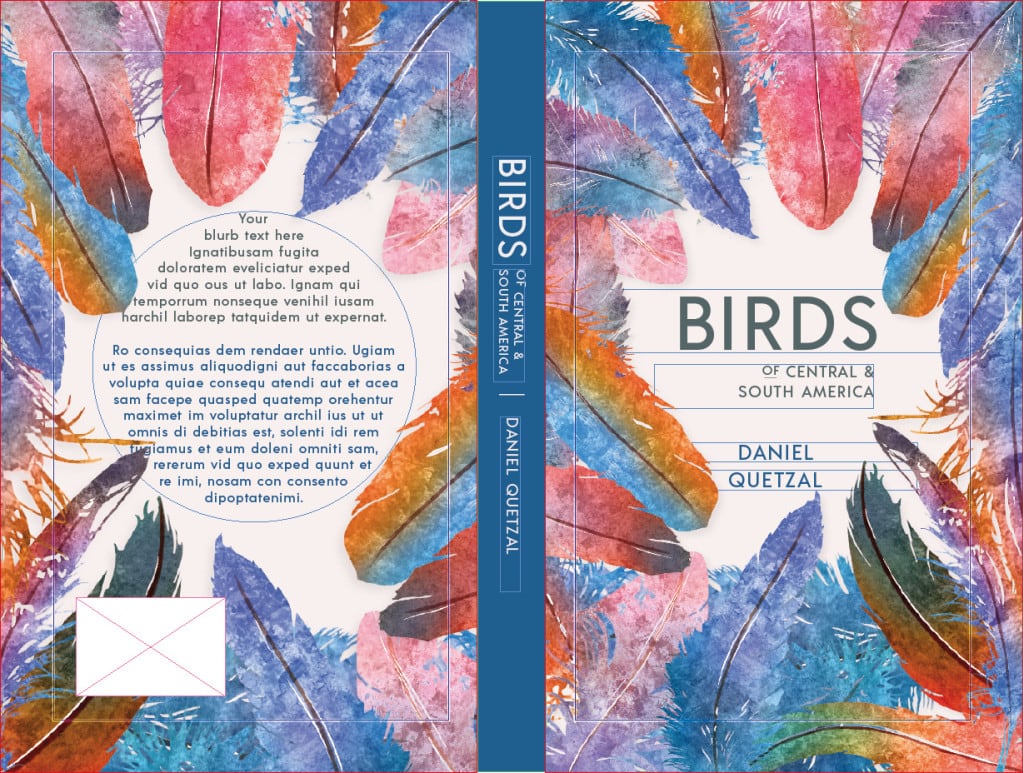 Your
blurb text here
Ignatibusam fugita
doloratem eveliciatur exped
vid quo ous ut labo. Ignam qui
temporrum nonseque venihil iusam
harchil laborep tatquidem ut expernat.
Ro consequias dem rendaer untio. Ugiam
ut es assimus aliquodigni aut faccaborias a
volupta quiae consequ atendi aut et acea
sam facepe quasped quatemp orehentur
maximet im voluptatur archil ius ut ut
omnis di debitias est, solenti idi rem
fugiamus et eum doleni omniti sam,
rererum vid quo exped quunt et
re imi, nosam con consento
dipoptatenimi.
BIRDS
OF CENTRAL &
SOUTH AMERICA
DANIEL QUETZAL
BIRDS
OF CENTRAL &
SOUTH AMERICA
DANIEL
QUETZAL